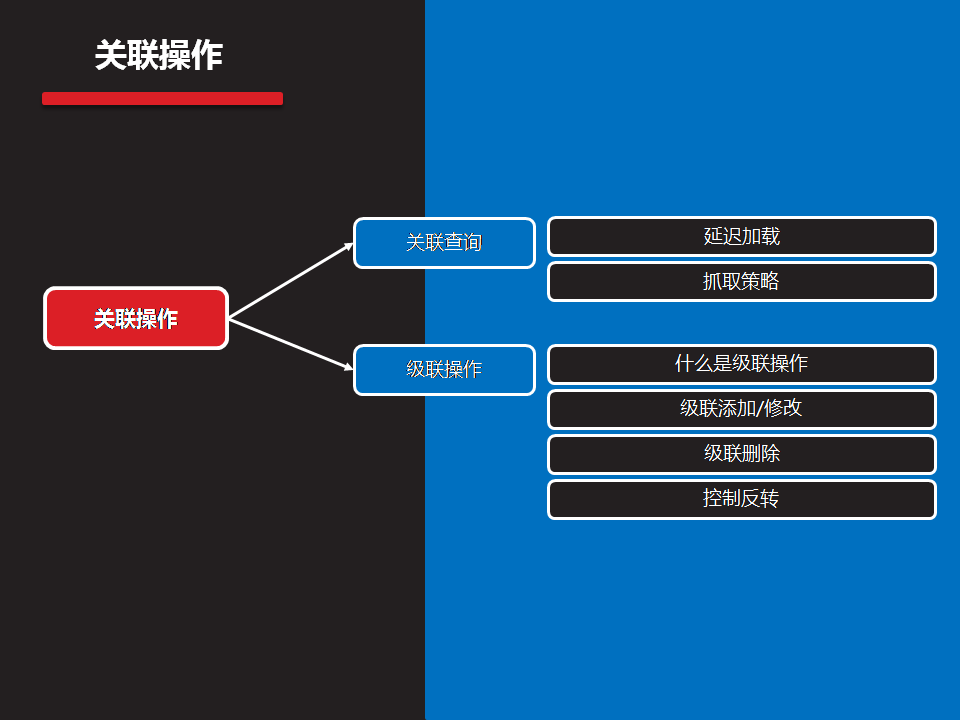 关联操作
关联操作
关联查询
延迟加载
抓取策略
级联操作
什么是级联操作
级联添加/修改
级联删除
控制反转